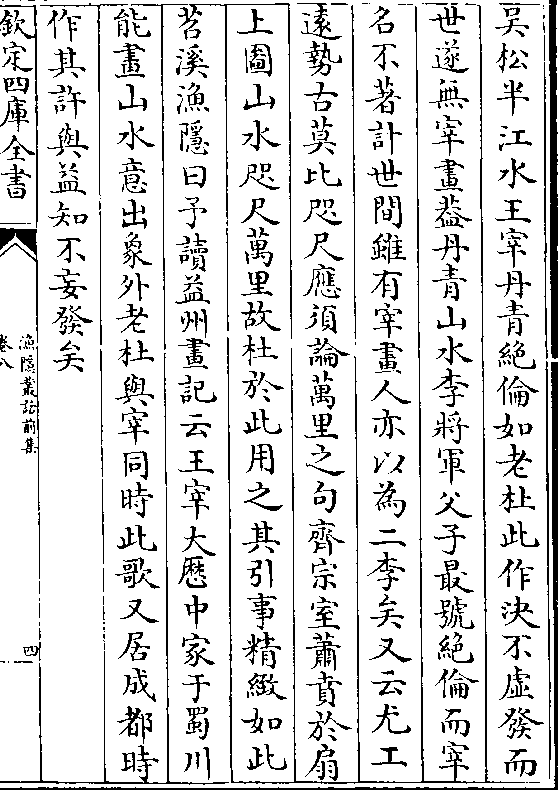 吳松半江水王宰丹青絶倫如老杜此作決不虚發而
世遂無宰畫葢丹青山水李將軍父子最號絶倫而宰
名不著訃世間雖有宰畫人亦以為二李矣又云尤工
逺勢古莫比咫尺應須論萬里之句齊宗室蕭賁於扇
上圖山水咫尺萬里故杜於此用之其引事精緻如此
苕溪漁隱曰予讀益州畫記云王宰大厯中家于蜀川
能畫山水意出象外老杜與宰同時此歌又居成都時
作其許與益知不妄發矣
欽定四庫全書
漁隱叢話前集
卷八
四